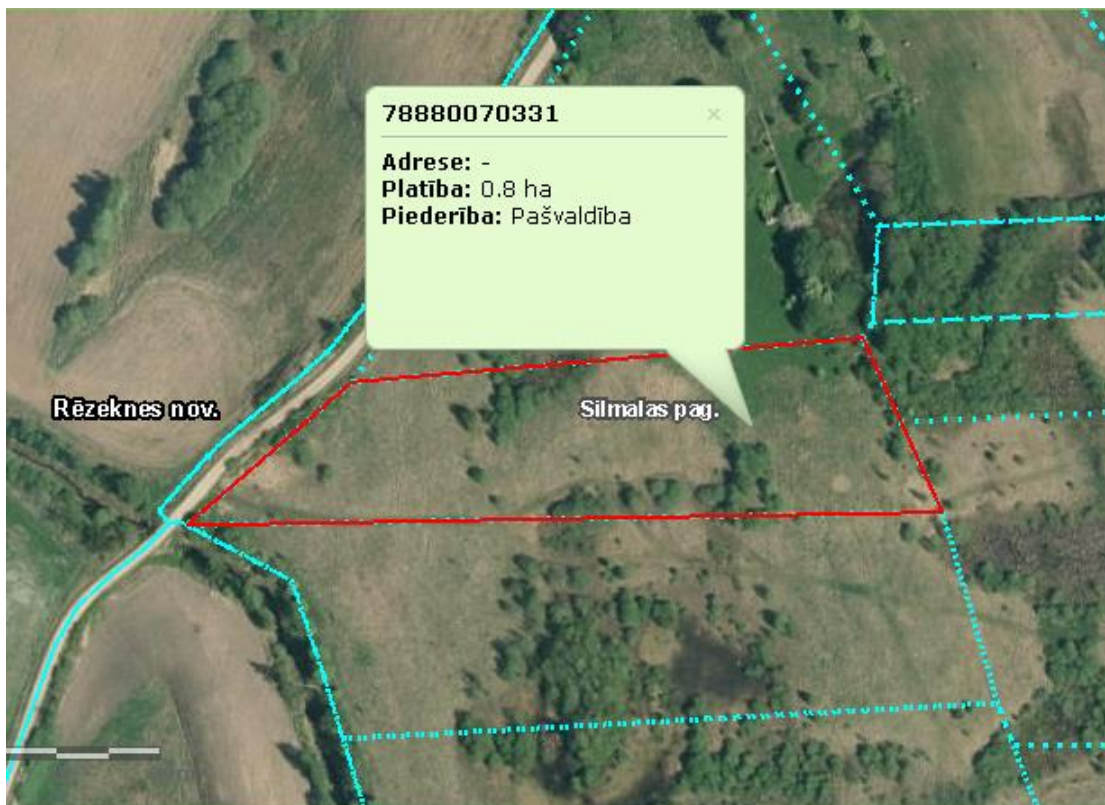 78880070331
×
Adrese: -
Platība: 0.8 ha
Piederība: Pašvaldība
Rēzeknes nov.
Silmalas pag.